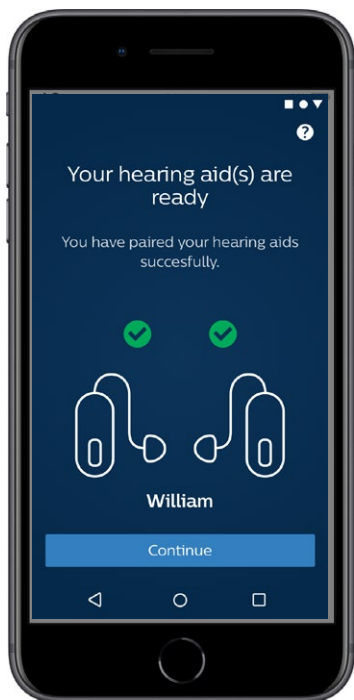 Your hearing aid(s) are
ready
You have paired your hearing aids
succesfully.
William
Continue